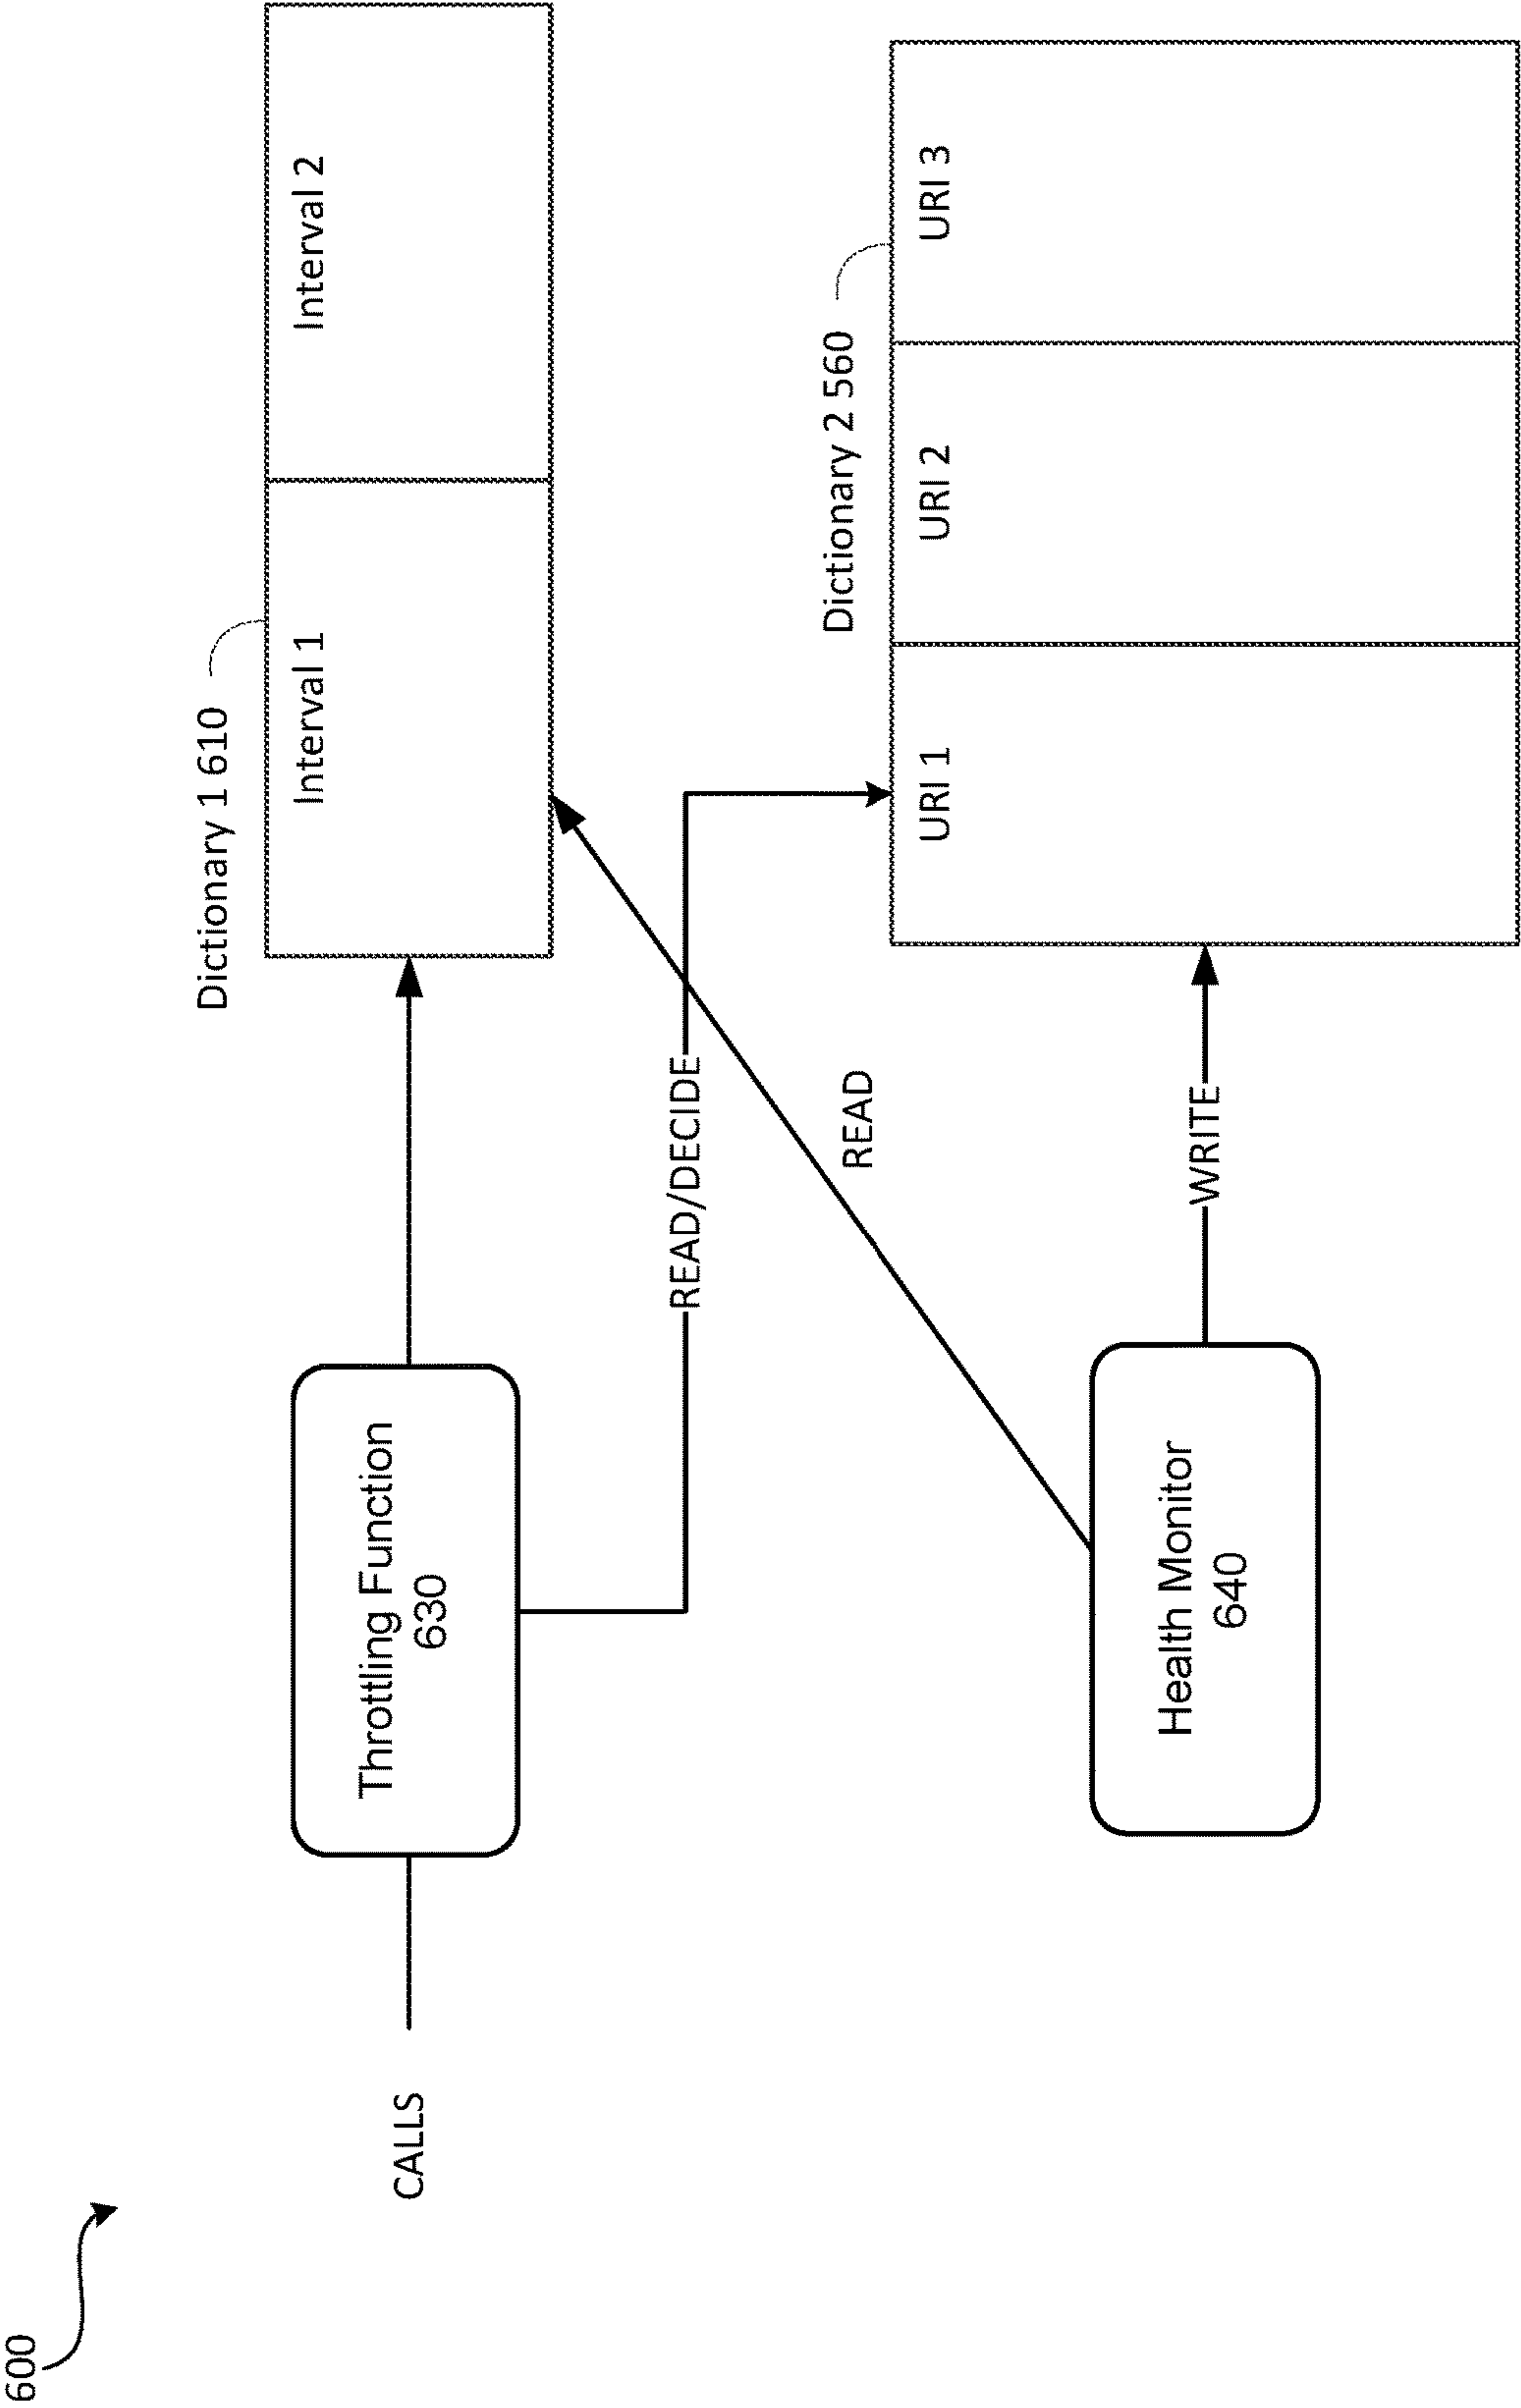 600
CALLS
Throttling Function
630
Dictionary 1 610
Interval 1
Interval 2
READ/DECIDE
READ
Health Monitor
640
WRITE
Dictionary 2 560
URI 1
URI 2
URI 3